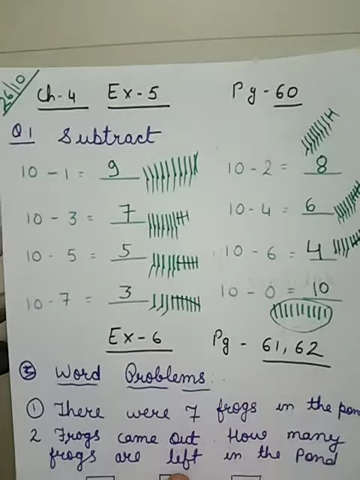 26/10
Ch-4 Ex-5 Pg-60
Q.1 Subtract
10 - 1 = 9 10 - 2 = 8
10 - 3 = 7 10 - 4 = 6
10 - 5 = 5 10 - 6 = 4
10 - 7 = 3 10 - 0 = 10
Ex-6 Pg - 61,62
Word Problems
① There were 7 frogs in the pon
2 Frogs came out How many
frogs are left in the Pond